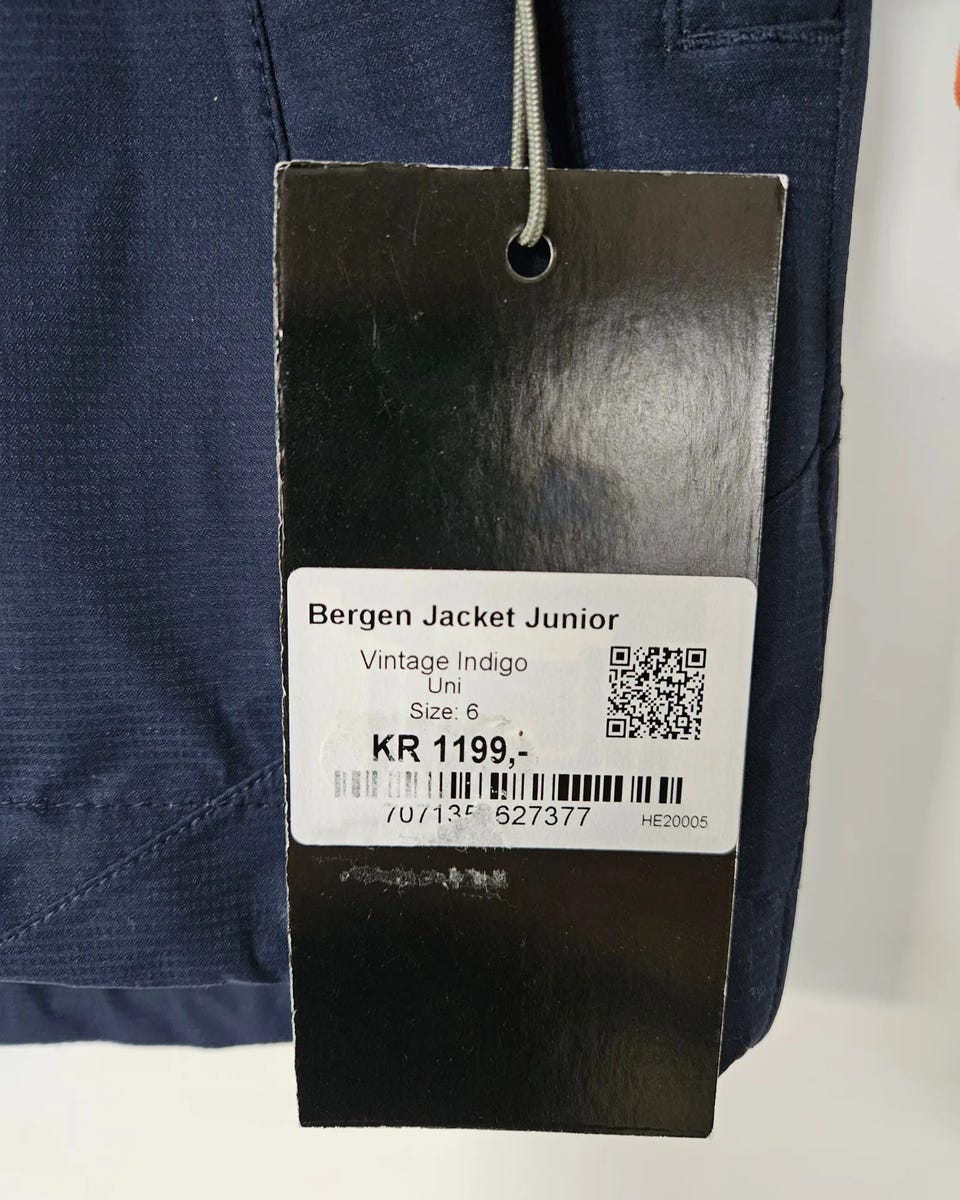 Bergen Jacket Junior
Vintage Indigo
Uni
Size: 6
KR 1199,-
HE20005